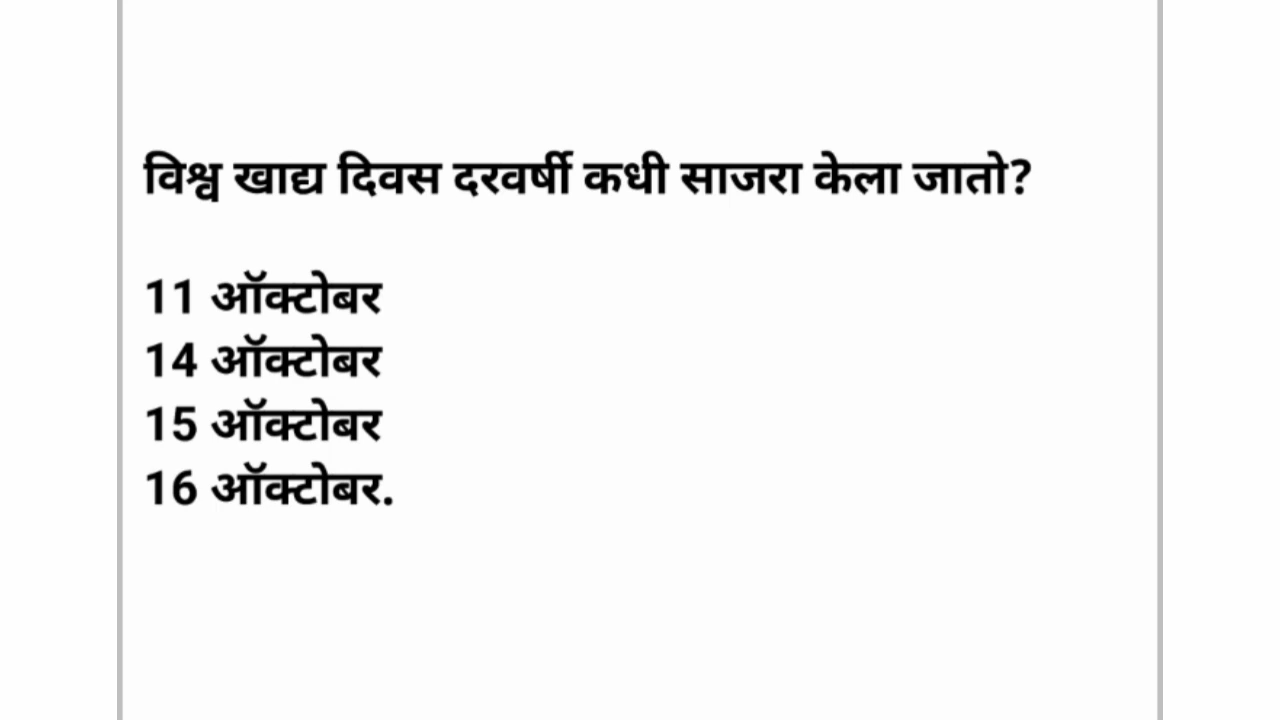 विश्व खाद्य दिवस दरवर्षी कधी साजरा केला जातो?
11 ऑक्टोबर
14 ऑक्टोबर
15 ऑक्टोबर
16 ऑक्टोबर.